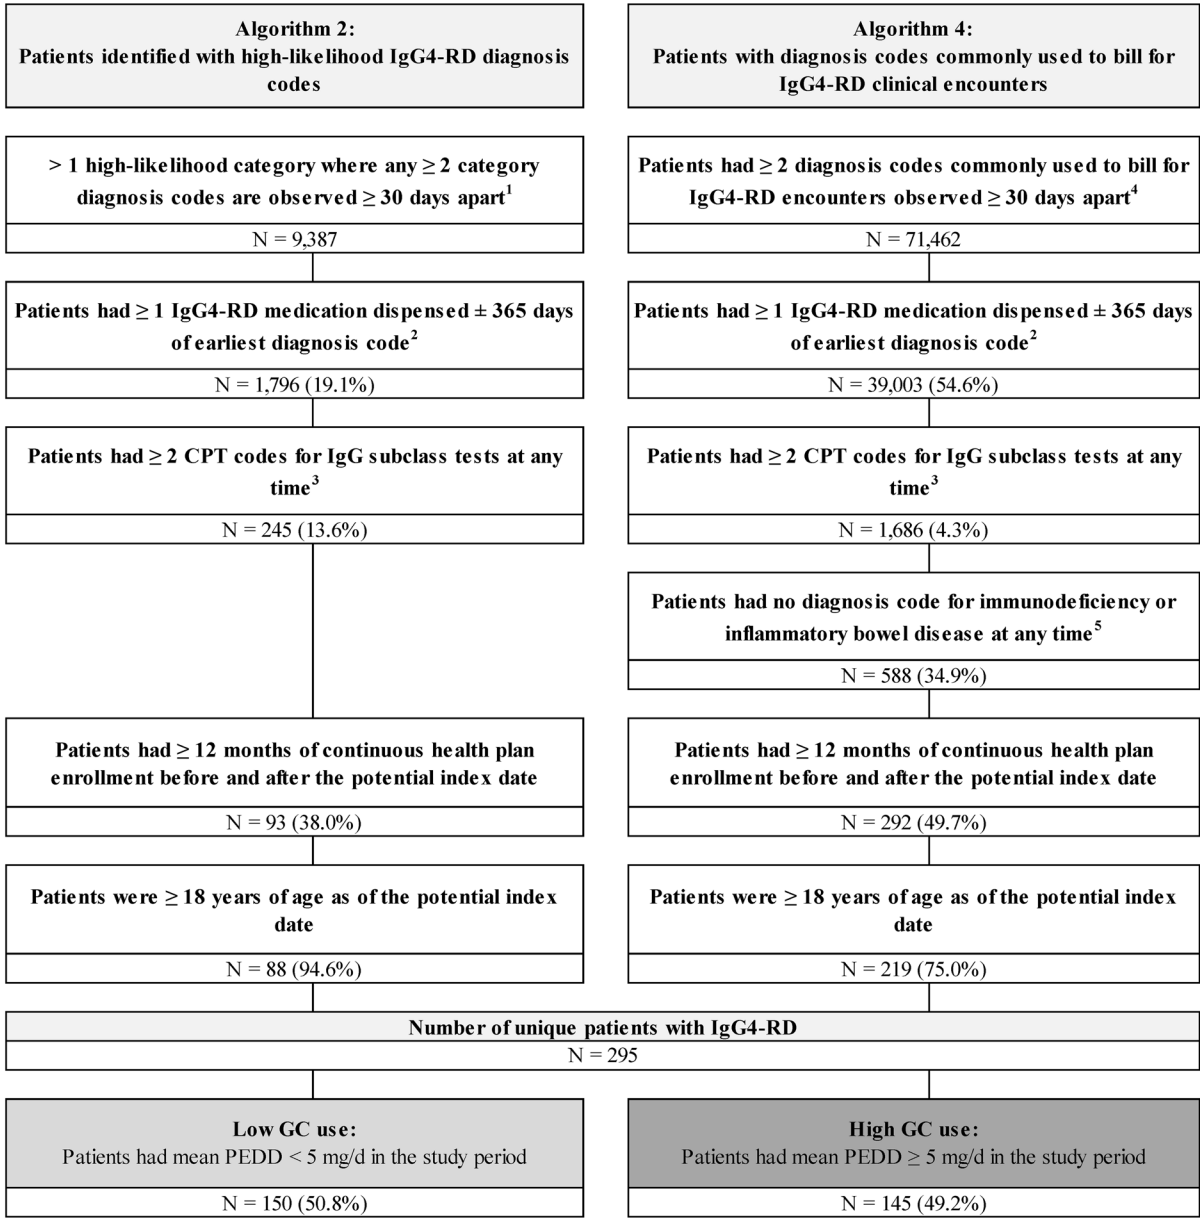 Algorithm 2:
Patients identified with high-likelihood IgG4-RD diagnosis
codes
> 1 high-likelihood category where any ≥ 2 category
diagnosis codes are observed ≥ 30 days apart¹
N = 9,387
Patients had ≥ 1 IgG4-RD medication dispensed ± 365 days
of earliest diagnosis code²
N = 1,796 (19.1%)
Patients had ≥ 2 CPT codes for IgG subclass tests at any
time³
N = 245 (13.6%)
Patients had ≥ 12 months of continuous health plan
enrollment before and after the potential index date
N = 93 (38.0%)
Patients were ≥ 18 years of age as of the potential index
date
N = 88 (94.6%)
Algorithm 4:
Patients with diagnosis codes commonly used to bill for
IgG4-RD clinical encounters
Patients had ≥ 2 diagnosis codes commonly used to bill for
IgG4-RD encounters observed ≥ 30 days apart⁴
N = 71,462
Patients had ≥ 1 IgG4-RD medication dispensed ± 365 days
of earliest diagnosis code²
N = 39,003 (54.6%)
Patients had ≥ 2 CPT codes for IgG subclass tests at any
time³
N = 1,686 (4.3%)
Patients had no diagnosis code for immunodeficiency or
inflammatory bowel disease at any time⁵
N = 588 (34.9%)
Patients had ≥ 12 months of continuous health plan
enrollment before and after the potential index date
N = 292 (49.7%)
Patients were ≥ 18 years of age as of the potential index
date
N = 219 (75.0%)
Number of unique patients with IgG4-RD
N = 295
Low GC use:
Patients had mean PEDD < 5 mg/d in the study period
N = 150 (50.8%)
High GC use:
Patients had mean PEDD ≥ 5 mg/d in the study period
N = 145 (49.2%)